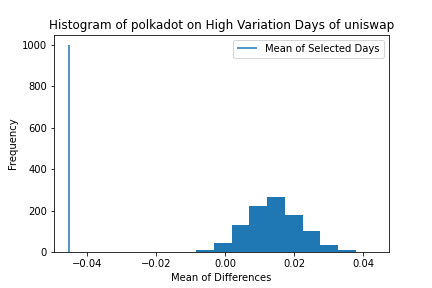 Histogram of polkadot on High Variation Days of uniswap
Mean of Selected Days
1000
800
600
400
200
0
Frequency
−0.04 −0.02 0.00 0.02 0.04
Mean of Differences